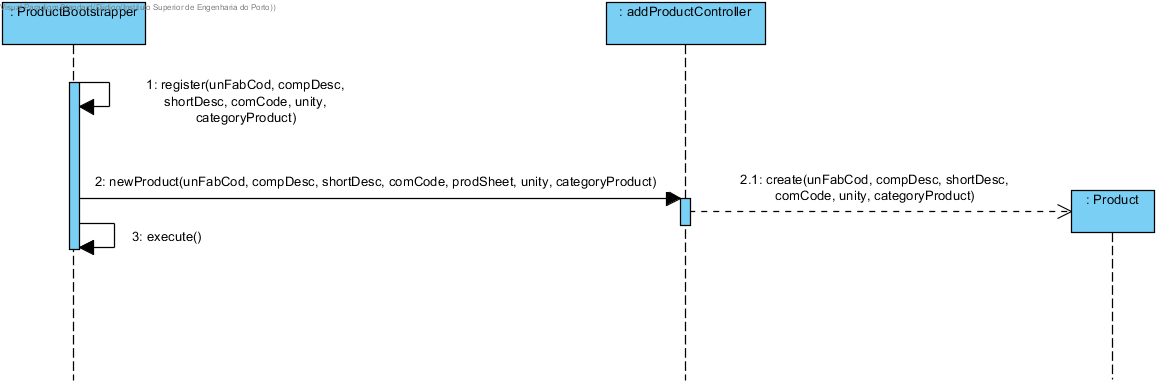 : ProductBootstrapper
Superior de Engenharia do Porto))
: addProductController
1: register(unFabCod, compDesc,
shortDesc, comCode, unity,
categoryProduct)
2: newProduct(unFabCod, compDesc, shortDesc, comCode, prodSheet, unity, categoryProduct)
2.1: create(unFabCod, compDesc, shortDesc,
comCode, unity, categoryProduct)
: Product
3: execute()